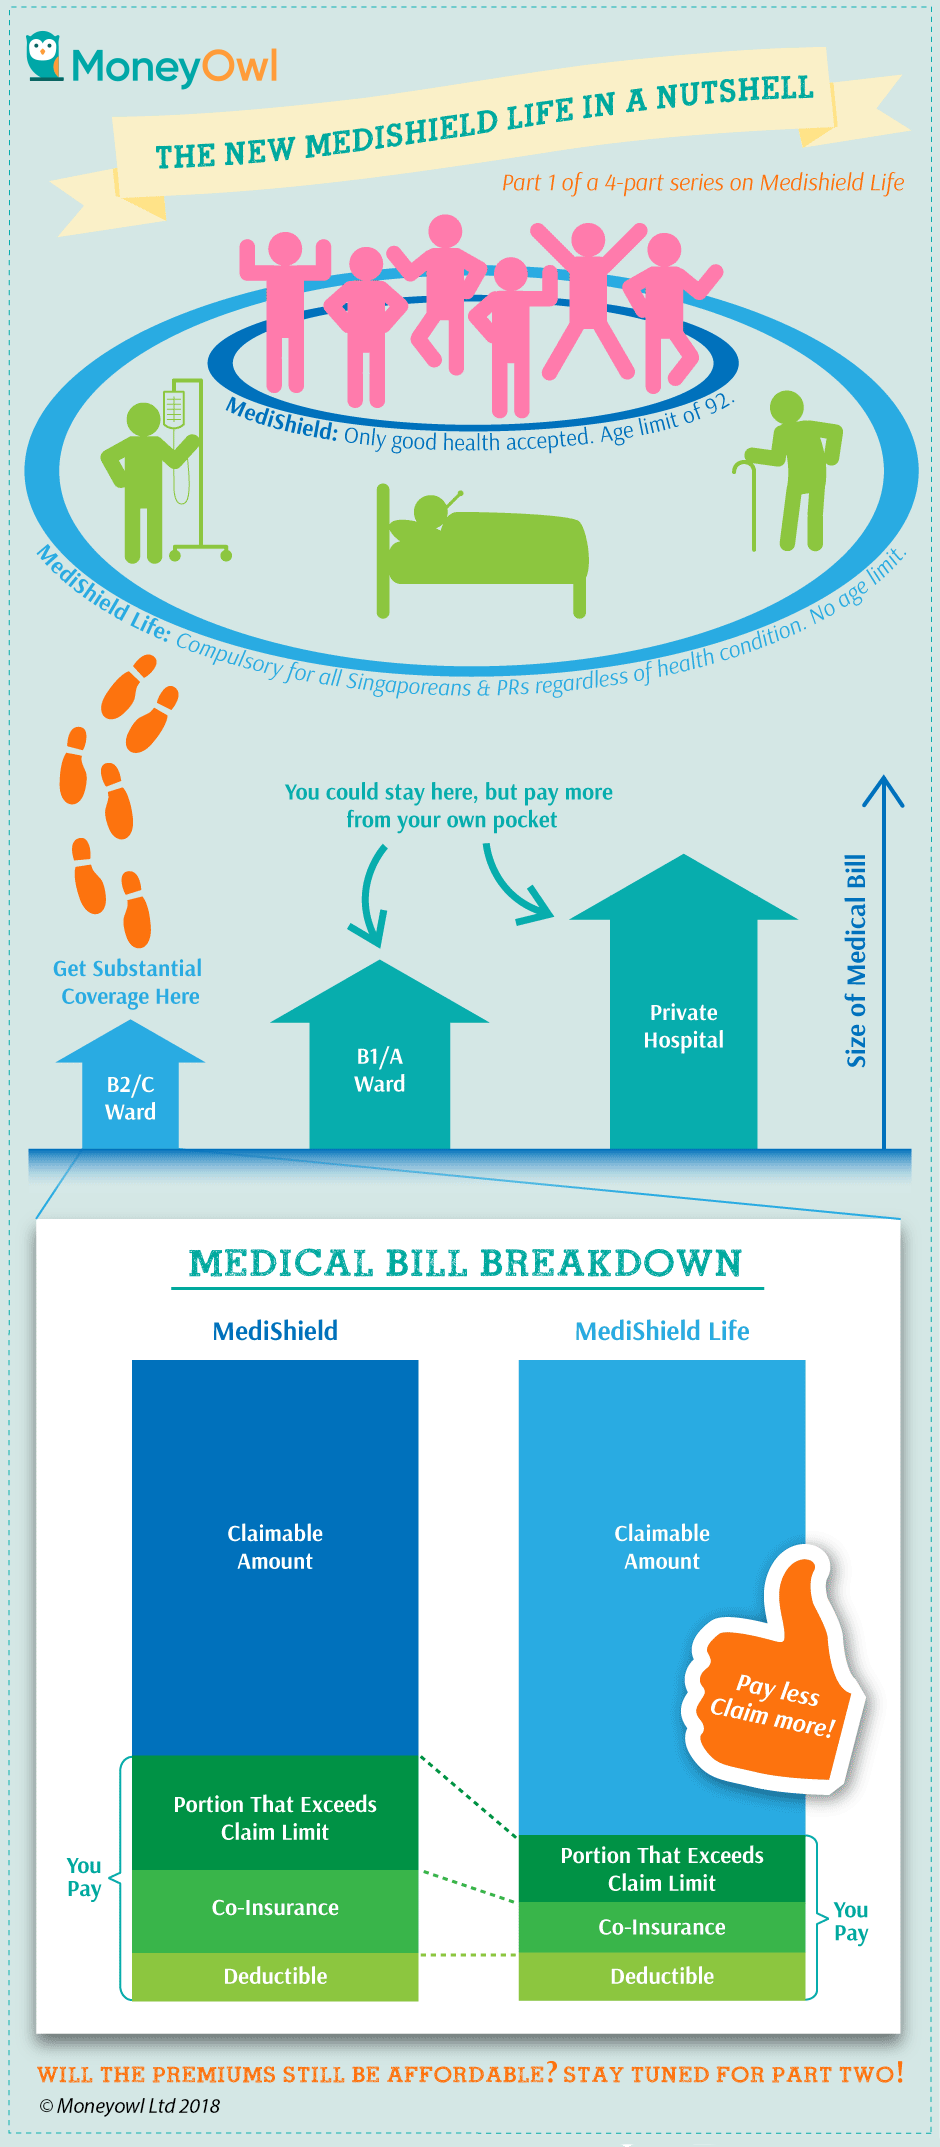 MoneyOwl
THE NEW MEDISHIELD LIFE IN A NUTSHELL
Part 1 of a 4-part series on Medishield Life
MediShield: Only good health accepted. Age limit of 92.
MediShield Life: Compulsory for all Singaporeans & PRs regardless of health condition. No age limit.
You could stay here, but pay more
from your own pocket
Get Substantial
Coverage Here
B2/C
Ward
B1/A
Ward
Private
Hospital
Size of Medical Bill
MEDICAL BILL BREAKDOWN
MediShield
MediShield Life
Claimable
Amount
Claimable
Amount
Pay less
Claim more!
Portion That Exceeds
Claim Limit
Co-Insurance
Deductible
You
Pay
Portion That Exceeds
Claim Limit
Co-Insurance
Deductible
You
Pay
WILL THE PREMIUMS STILL BE AFFORDABLE? STAY TUNED FOR PART TWO!
© Moneyowl Ltd 2018